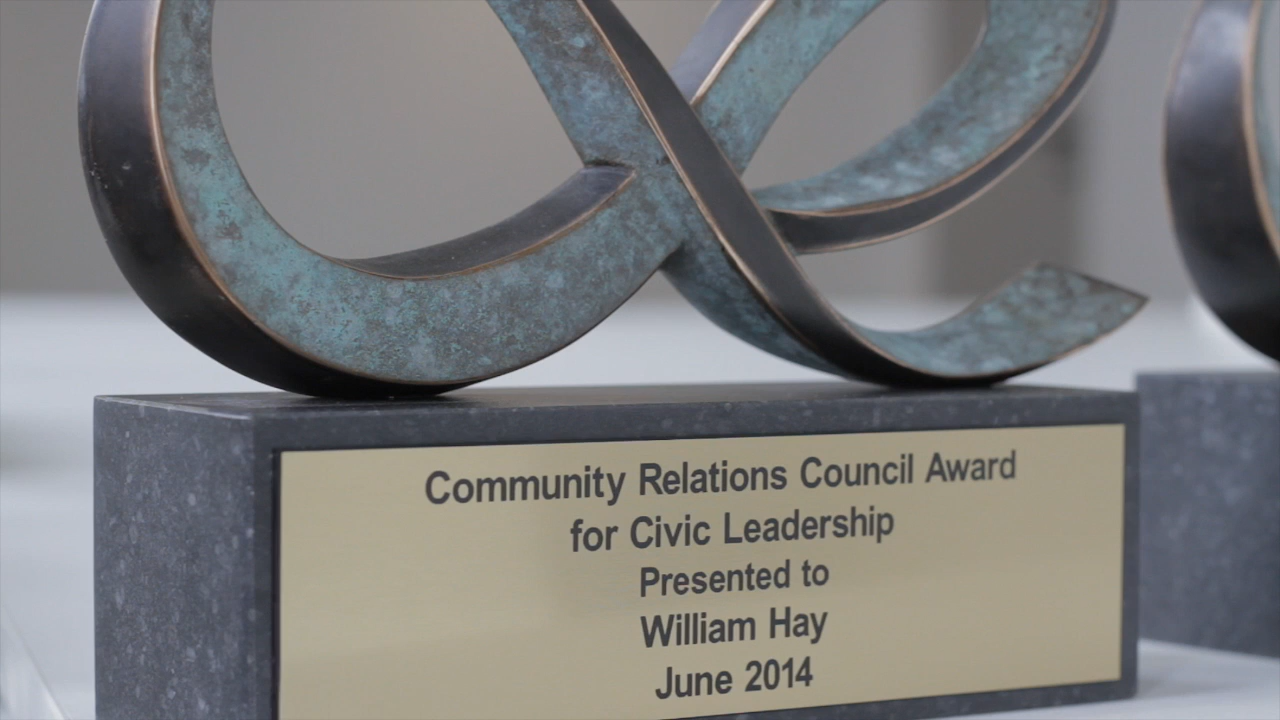 Community Relations Council Award
for Civic Leadership
Presented to
William Hay
June 2014